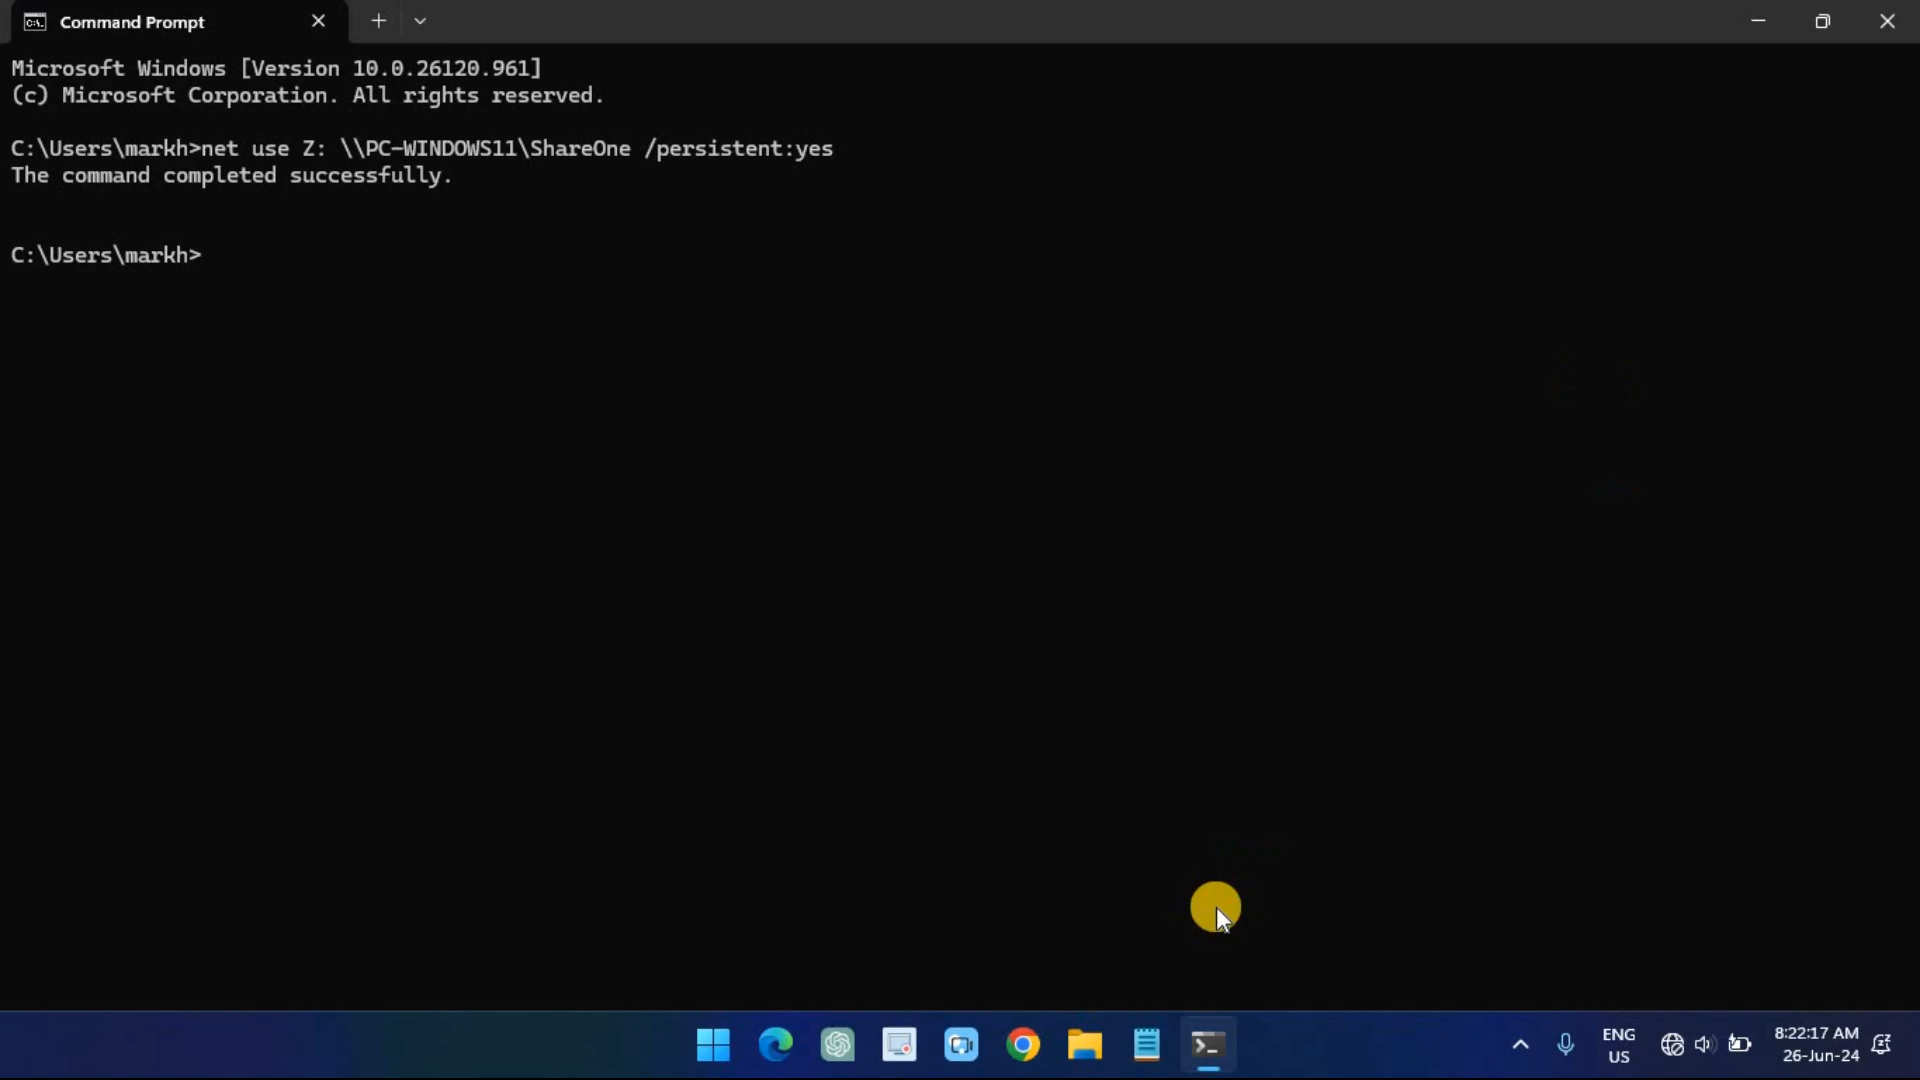 Command Prompt
Microsoft Windows [Version 10.0.26120.961]
(c) Microsoft Corporation. All rights reserved.
C:\Users\markh>net use Z: \\PC-WINDOWS11\ShareOne /persistent:yes
The command completed successfully.
C:\Users\markh>
ENG
US
8:22:17 AM
26-Jun-24